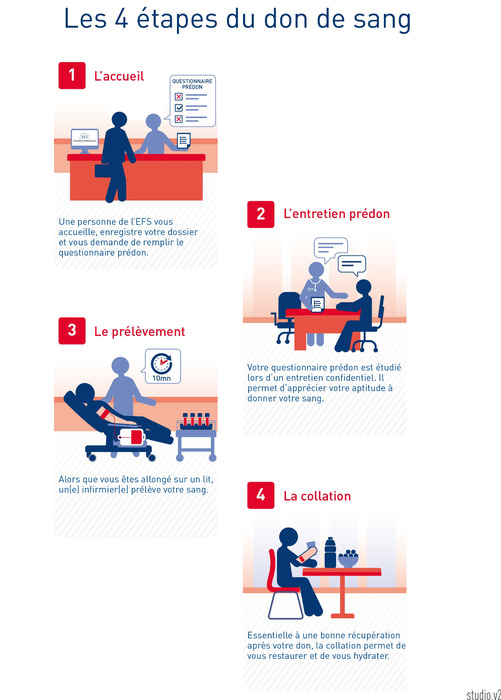 Les 4 étapes du don de sang
1 L'accueil
QUESTIONNAIRE
PRÉDON
Une personne de l'EFS vous
accueille, enregistre votre dossier
et vous demande de remplir le
questionnaire prédon.
2 L'entretien prédon
Votre questionnaire prédon est étudié
lors d'un entretien confidentiel. Il
permet d'apprécier votre aptitude à
donner votre sang.
3 Le prélèvement
10mn
Alors que vous êtes allongé sur un lit,
un(e) infirmier(e) prélève votre sang.
4 La collation
Essentielle à une bonne récupération
après votre don, la collation permet de
vous restaurer et de vous hydrater.
studio.v2